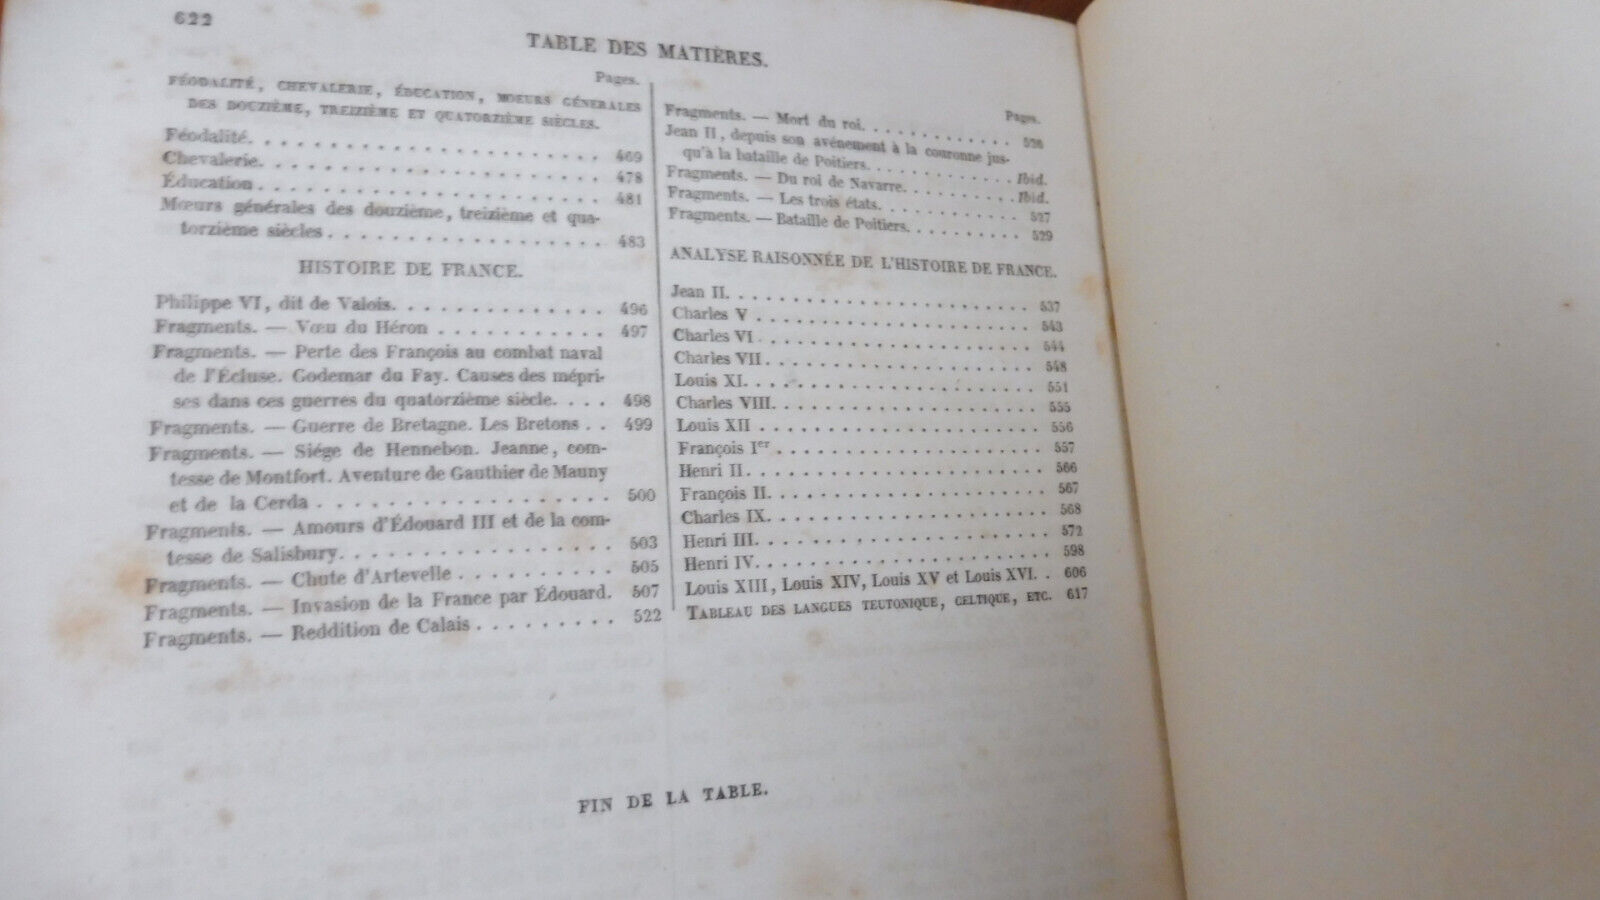 622
TABLE DES MATIÈRES.
Pages.
FÉODALITÉ, CHEVALERIE, ÉDUCATION, MŒURS GÉNÉRALES
DES DOUZIÈME, TREIZIÈME ET QUATORZIÈME SIÈCLES.
Féodalité. . . . . . . . . . . . . . . . . . . . . 469
Chevalerie. . . . . . . . . . . . . . . . . . . . 478
Éducation . . . . . . . . . . . . . . . . . . . . 481
Mœurs générales des douzième, treizième et qua-
torzième siècles . . . . . . . . . . . . . . . . 483
HISTOIRE DE FRANCE.
Philippe VI, dit de Valois. . . . . . . . . . . . 496
Fragments. — Vœu du Héron . . . . . . . . . . 497
Fragments. — Perte des François au combat naval
de l'Écluse. Godemar du Fay. Causes des mépri-
ses dans ces guerres du quatorzième siècle. . . . 498
Fragments. — Guerre de Bretagne. Les Bretons . . 499
Fragments. — Siége de Hennebon. Jeanne, com-
tesse de Montfort. Aventure de Gauthier de Mauny
et de la Cerda . . . . . . . . . . . . . . . . . 500
Fragments. — Amours d'Édouard III et de la com-
tesse de Salisbury. . . . . . . . . . . . . . . . 503
Fragments. — Chute d'Artevelle . . . . . . . . . 505
Fragments. — Invasion de la France par Édouard. 507
Fragments. — Reddition de Calais . . . . . . . . . 522
Pages.
Fragments. — Mort du roi. . . . . . . . . . . . 526
Jean II, depuis son avénement à la couronne jus-
qu'à la bataille de Poitiers. . . . . . . . . . . Ibid.
Fragments. — Du roi de Navarre. . . . . . . . . Ibid.
Fragments. — Les trois états. . . . . . . . . . . 527
Fragments. — Bataille de Poitiers. . . . . . . . . 529
ANALYSE RAISONNÉE DE L'HISTOIRE DE FRANCE.
Jean II. . . . . . . . . . . . . . . . . . . . . 537
Charles V . . . . . . . . . . . . . . . . . . . . 543
Charles VI . . . . . . . . . . . . . . . . . . . . 544
Charles VII . . . . . . . . . . . . . . . . . . . 548
Louis XI. . . . . . . . . . . . . . . . . . . . . 551
Charles VIII. . . . . . . . . . . . . . . . . . . 555
Louis XII . . . . . . . . . . . . . . . . . . . . 556
François Ier . . . . . . . . . . . . . . . . . . . 557
Henri II. . . . . . . . . . . . . . . . . . . . . 566
François II. . . . . . . . . . . . . . . . . . . . 567
Charles IX. . . . . . . . . . . . . . . . . . . . 568
Henri III. . . . . . . . . . . . . . . . . . . . . 572
Henri IV. . . . . . . . . . . . . . . . . . . . . 598
Louis XIII, Louis XIV, Louis XV et Louis XVI. . 606
TABLEAU DES LANGUES TEUTONIQUE, CELTIQUE, ETC. 617
FIN DE LA TABLE.